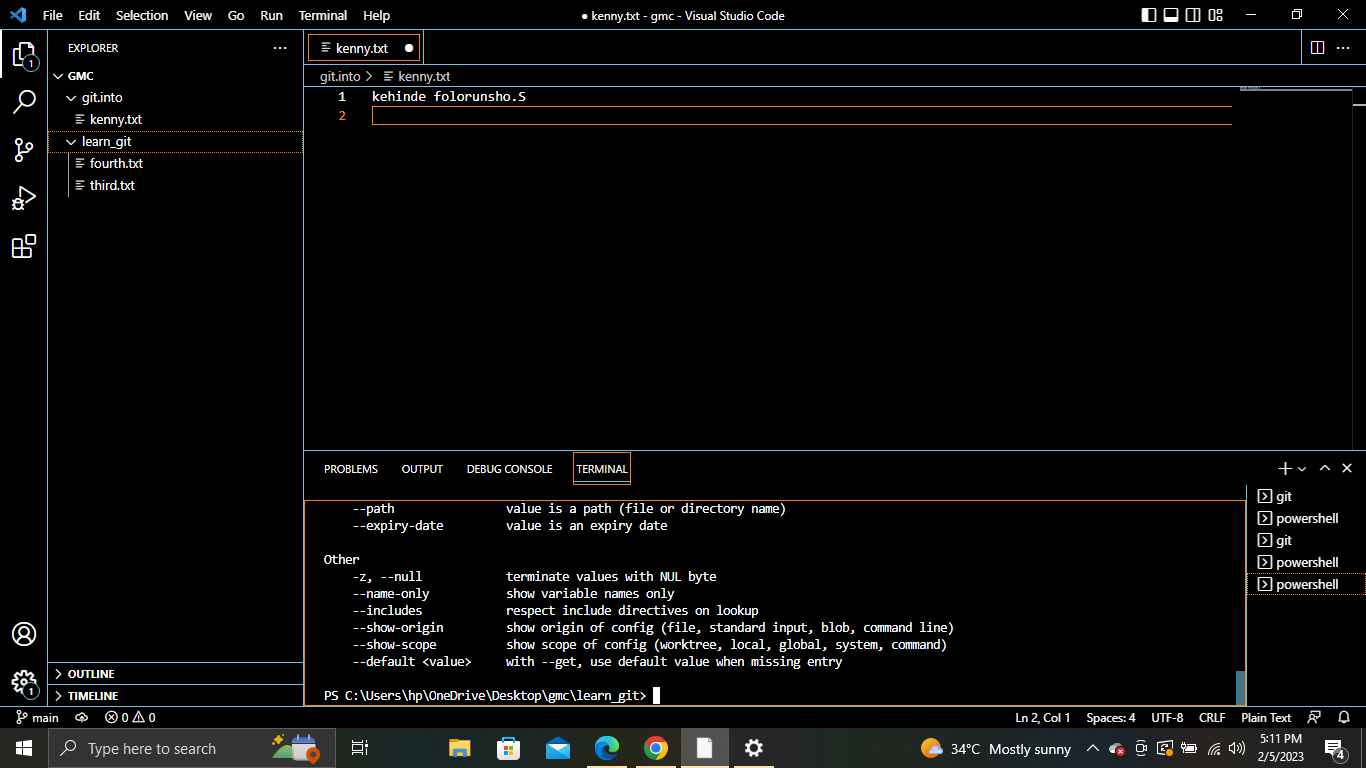 File Edit Selection View Go Run Terminal Help
● kenny.txt - gmc - Visual Studio Code
EXPLORER
GMC
git.into
kenny.txt
learn_git
fourth.txt
third.txt
OUTLINE
TIMELINE
kenny.txt
git.into > kenny.txt
1 kehinde folorunsho.S
2
PROBLEMS OUTPUT DEBUG CONSOLE TERMINAL
--path value is a path (file or directory name)
--expiry-date value is an expiry date
Other
-z, --null terminate values with NUL byte
--name-only show variable names only
--includes respect include directives on lookup
--show-origin show origin of config (file, standard input, blob, command line)
--show-scope show scope of config (worktree, local, global, system, command)
--default <value> with --get, use default value when missing entry
PS C:\Users\hp\OneDrive\Desktop\gmc\learn_git>
git
powershell
git
powershell
powershell
1
1
main 0 0 Ln 2, Col 1 Spaces: 4 UTF-8 CRLF Plain Text
Type here to search
34°C Mostly sunny
5:11 PM
2/5/2023
4